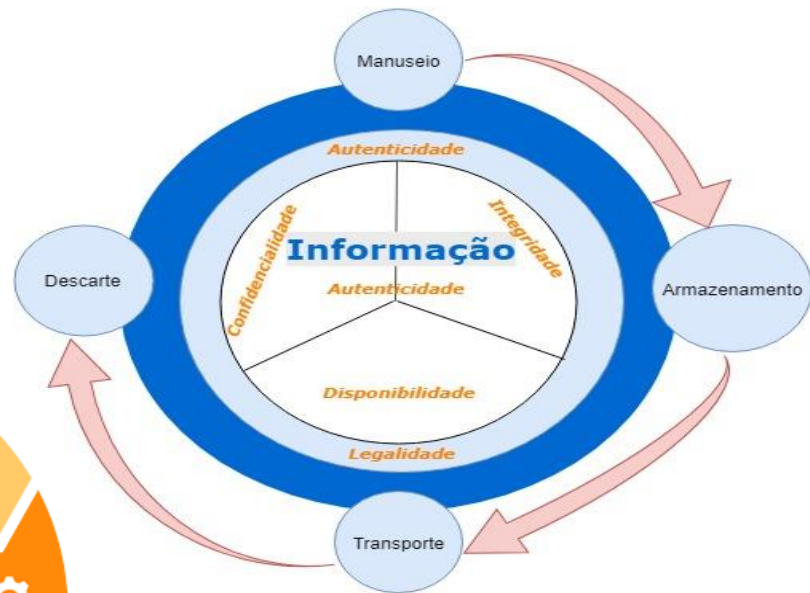 Manuseio
Autenticidade
Confidencialidade
Integridade
Informação
Autenticidade
Descarte
Armazenamento
Disponibilidade
Legalidade
Transporte